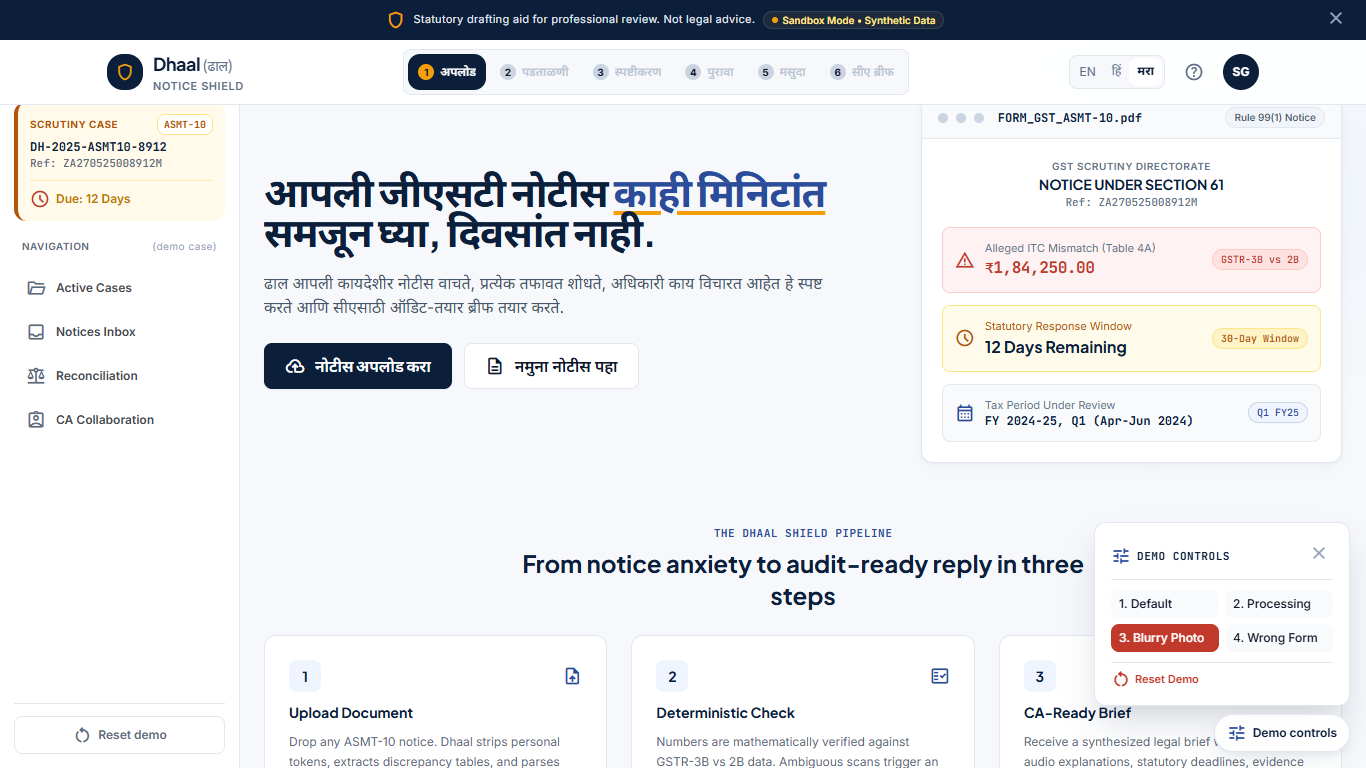 Statutory drafting aid for professional review. Not legal advice. Sandbox Mode • Synthetic Data
Dhaal (ढाल)
NOTICE SHIELD
1 अपलोड 2 पडताळणी 3 स्पष्टीकरण 4 पुरावा 5 मसुदा 6 सीए ब्रीफ
EN हिं मरा
SG
SCRUTINY CASE ASMT-10
DH-2025-ASMT10-8912
Ref: ZA270525008912M
Due: 12 Days
NAVIGATION (demo case)
Active Cases
Notices Inbox
Reconciliation
CA Collaboration
Reset demo
आपली जीएसटी नोटीस काही मिनिटांत
समजून घ्या, दिवसांत नाही.
ढाल आपली कायदेशीर नोटीस वाचते, प्रत्येक तफावत शोधते, अधिकारी काय विचारत आहेत हे स्पष्ट
करते आणि सीएसाठी ऑडिट-तयार ब्रीफ तयार करते.
नोटीस अपलोड करा
नमुना नोटीस पहा
FORM_GST_ASMT-10.pdf Rule 99(1) Notice
GST SCRUTINY DIRECTORATE
NOTICE UNDER SECTION 61
Ref: ZA270525008912M
Alleged ITC Mismatch (Table 4A)
₹1,84,250.00
GSTR-3B vs 2B
Statutory Response Window
12 Days Remaining
30-Day Window
Tax Period Under Review
FY 2024-25, Q1 (Apr-Jun 2024)
Q1 FY25
THE DHAAL SHIELD PIPELINE
From notice anxiety to audit-ready reply in three
steps
1
Upload Document
Drop any ASMT-10 notice. Dhaal strips personal
tokens, extracts discrepancy tables, and parses
2
Deterministic Check
Numbers are mathematically verified against
GSTR-3B vs 2B data. Ambiguous scans trigger an
3
CA-Ready Brief
Receive a synthesized legal brief
audio explanations, statutory deadlines, evidence
DEMO CONTROLS
1. Default
2. Processing
3. Blurry Photo
4. Wrong Form
Reset Demo
Demo controls